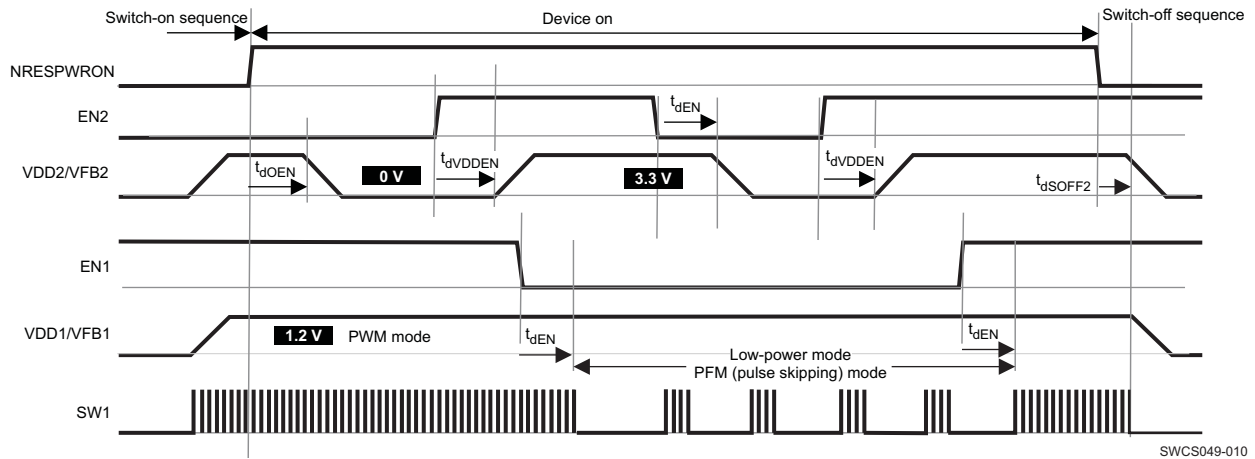 Switch-on sequence
Device on
Switch-off sequence
NRESPWRON
EN2
tdEN
VDD2/VFB2
tdOEN
0 V
tdVDDEN
3.3 V
tdVDDEN
tdSOFF2
EN1
VDD1/VFB1
1.2 V PWM mode
tdEN
Low-power mode
PFM (pulse skipping) mode
tdEN
SW1
SWCS049-010